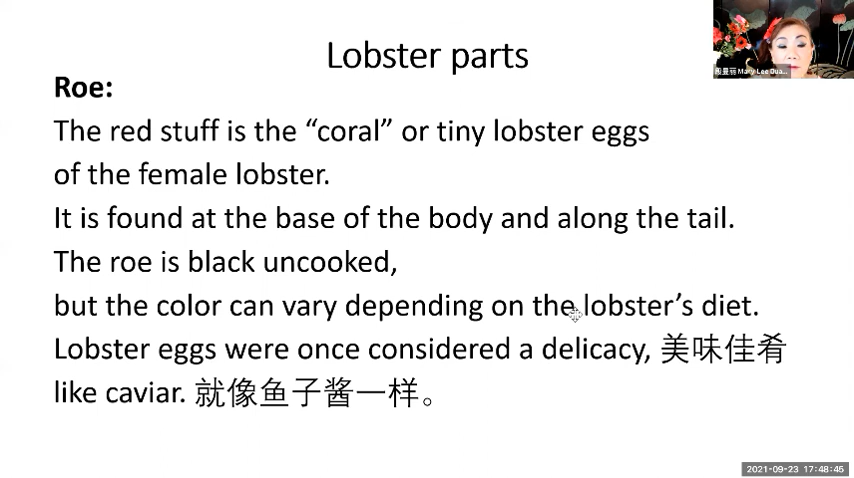 Lobster parts
Roe:
The red stuff is the “coral” or tiny lobster eggs
of the female lobster.
It is found at the base of the body and along the tail.
The roe is black uncooked,
but the color can vary depending on the lobster’s diet.
Lobster eggs were once considered a delicacy, 美味佳肴
like caviar. 就像鱼子酱一样。
Mary Lee Dua...
2021-09-23 17:48:45